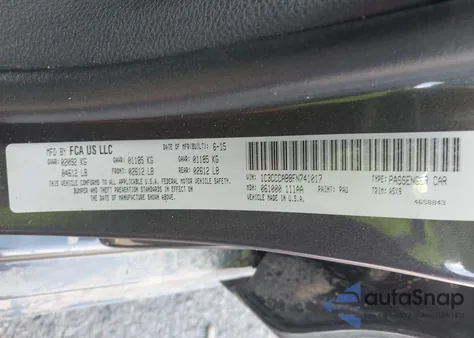 MFD BY FCA US LLC DATE OF MFR(BUILT): 6-15
GVWR: 02092 KG GAWR: 01185 KG GAWR: 01185 KG
04612 LB FRONT: 02612 LB REAR: 02612 LB
THIS VEHICLE CONFORMS TO ALL APPLICABLE U.S.A. FEDERAL MOTOR VEHICLE SAFETY,
BUMPER AND THEFT PREVENTION STANDARDS IN EFFECT ON
THE DATE OF MANUFACTURE SHOWN ABOVE. MADE IN U.S.A.
VIN: 1C3CCCAB8FN741017 TYPE: PASSENGER CAR
MDH: 061000 111AA PAINT: PAU TRIM: A5X9
4658843
autoSnap